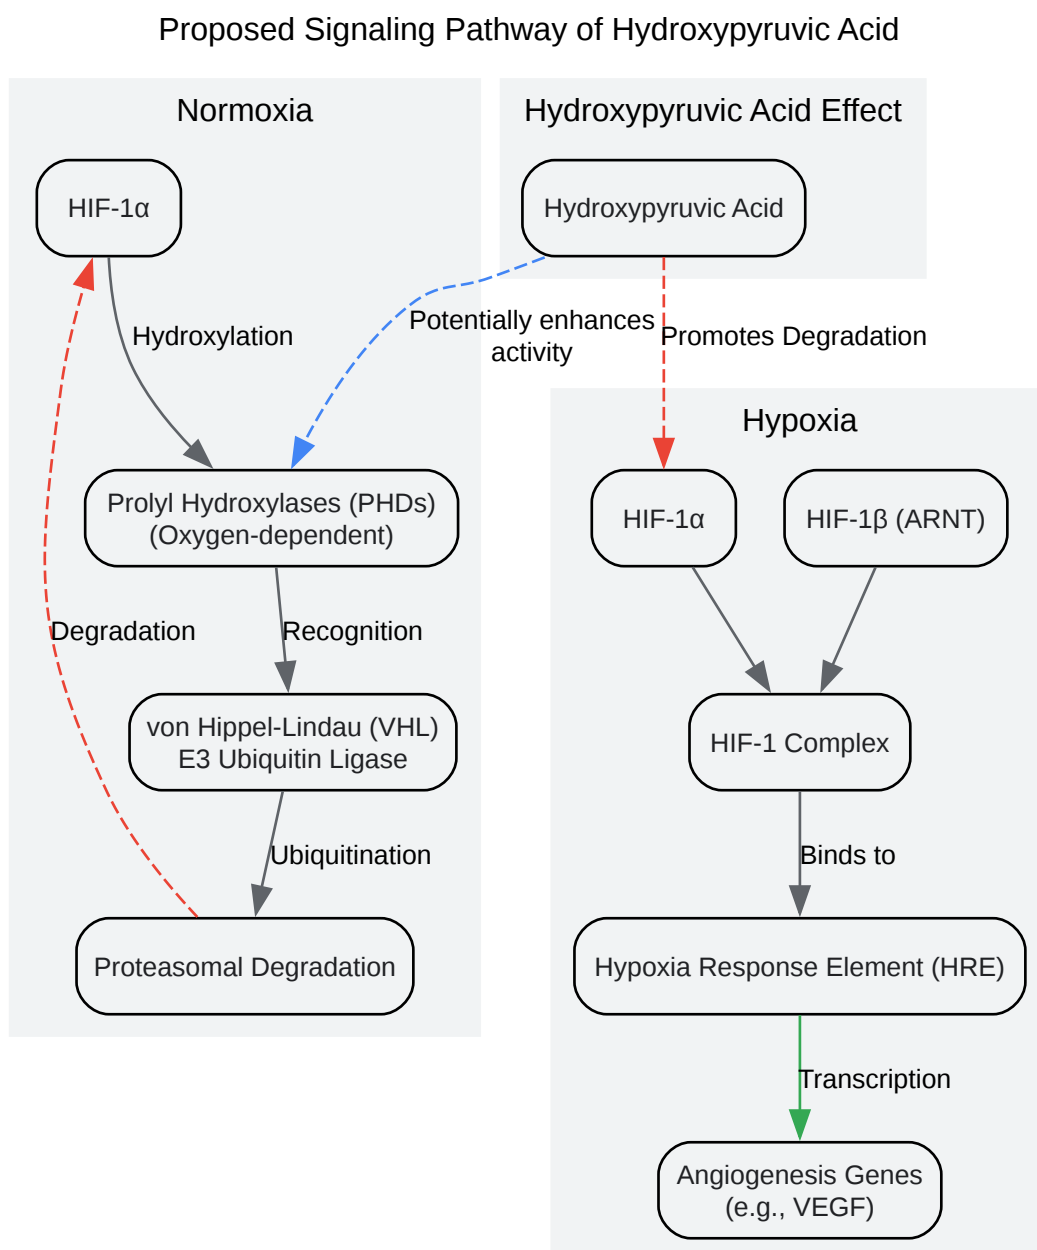 Proposed Signaling Pathway of Hydroxypyruvic Acid
Normoxia
HIF-1α
Hydroxylation
Prolyl Hydroxylases (PHDs)
(Oxygen-dependent)
Degradation
Recognition
von Hippel-Lindau (VHL)
E3 Ubiquitin Ligase
Ubiquitination
Proteasomal Degradation
Hydroxypyruvic Acid Effect
Hydroxypyruvic Acid
Potentially enhances
activity
Promotes Degradation
Hypoxia
HIF-1α
HIF-1β (ARNT)
HIF-1 Complex
Binds to
Hypoxia Response Element (HRE)
Transcription
Angiogenesis Genes
(e.g., VEGF)